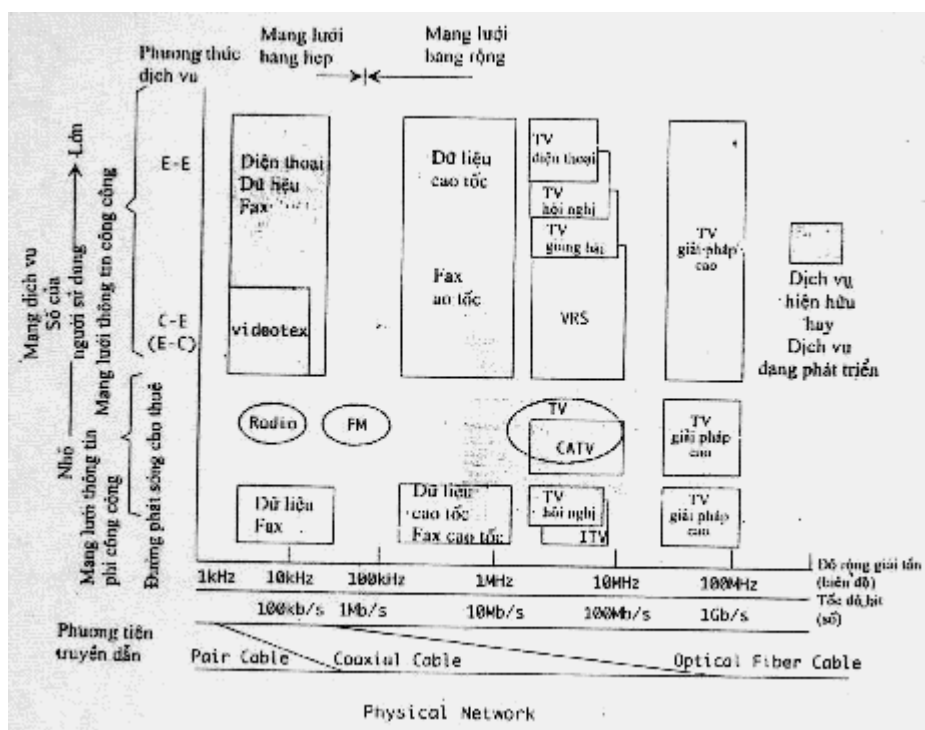 Mạng lưới băng hẹp
Mạng lưới băng rộng
Phương thức dịch vụ
E-E
C-E
(E-C)
Mạng dịch vụ
Số của người sử dụng
Nhỏ
Lớn
Mạng lưới thông tin công cộng
Mạng lưới thông tin phi công cộng
Đường phát sóng cho thuê
Điện thoại
Dữ liệu
Fax
videotex
Dữ liệu
cao tốc
Fax
ao tốc
TV
điện thoại
TV
hội nghị
TV
giảng bài
VRS
TV
giải pháp
cao
Dịch vụ
hiện hữu
hay
Dịch vụ
đang phát triển
Radio
FM
TV
CATV
TV
giải pháp
cao
Dữ liệu
Fax
Dữ liệu
cao tốc
Fax cao tốc
TV
hội nghị
ITV
TV
giải pháp
cao
1kHz 10kHz 100kHz 1MHz 10MHz 100MHz
Độ rộng giải tần
(biên độ)
100kb/s 1Mb/s 10Mb/s 100Mb/s 1Gb/s
Tốc độ bit
(số)
Phương tiện
truyền dẫn
Pair Cable Coaxial Cable Optical Fiber Cable
Physical Network